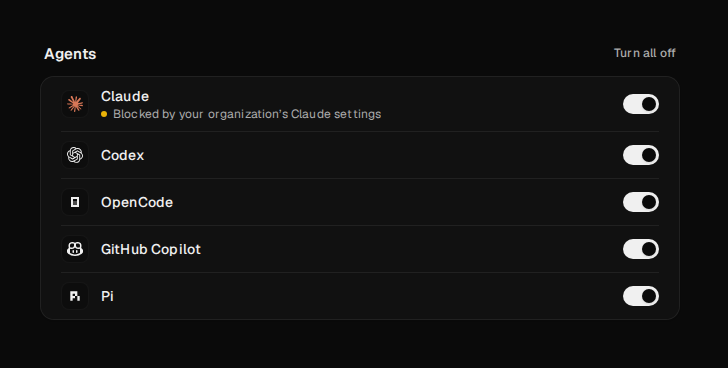 Agents
Turn all off
Claude
Blocked by your organization's Claude settings
Codex
OpenCode
GitHub Copilot
Pi